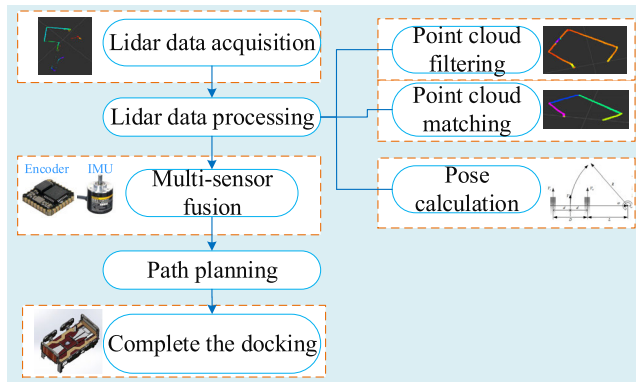 Lidar data acquisition
Lidar data processing
Encoder IMU
Multi-sensor
fusion
Path planning
Complete the docking
Point cloud
filtering
Point cloud
matching
Pose
calculation